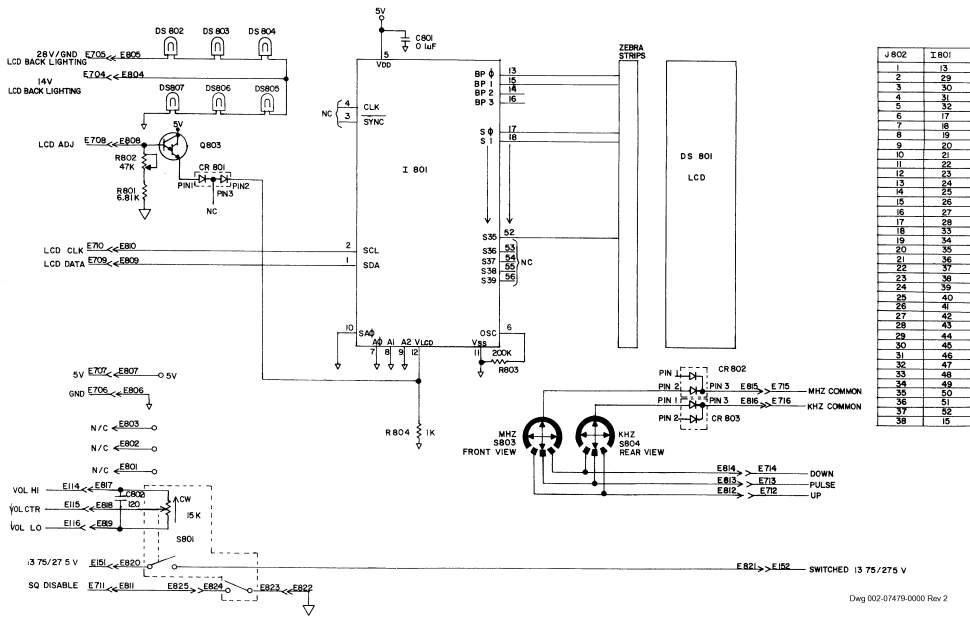 5V
C801
0.1uF
DS 802 DS 803 DS 804
28V/GND E705 E805
LCD BACK LIGHTING
E704 E804
14V
LCD BACK LIGHTING
DS807 DS806 DS805
5V
LCD ADJ E708 E808
Q803
R802
47K
CR 801
PIN1 PIN2
PIN3
R801
6.81K
NC
5
VDD
NC
4 CLK
3 SYNC
I 801
BP Ø 13
BP 1 15
BP 2 14
BP 3 16
S Ø 17
S 1 18
S35 52
S36 53
S37 54
S38 55
S39 56
NC
ZEBRA
STRIPS
DS 801
LCD
LCD CLK E710 E810
LCD DATA E709 E809
2 SCL
1 SDA
10 SAØ
AØ A1 A2 VLCD
7 8 9 12
VSS
11
OSC 6
200K
R803
R804 1K
5V E707 E807 5V
GND E706 E806
N/C E803
N/C E802
N/C E801
VOL HI E114 E817
VOL CTR E115 E818
VOL LO E116 E819
C802
120
CW
15 K
S801
13 75/27 5 V E151 E820
SQ DISABLE E711 E811 E825 E824 E823 E822
CR 802
PIN 1
PIN 2 PIN 3 E815 E715 MHZ COMMON
PIN 1 PIN 3 E816 E716 KHZ COMMON
PIN 2 CR 803
MHZ
S803
FRONT VIEW
KHZ
S804
REAR VIEW
E814 E714 DOWN
E813 E713 PULSE
E812 E712 UP
E821 E152 SWITCHED 13 75/27 5 V
J802 I801
1 13
2 29
3 30
4 31
5 32
6 17
7 18
8 19
9 20
10 21
11 22
12 23
13 24
14 25
15 26
16 27
17 28
18 33
19 34
20 35
21 36
22 37
23 38
24 39
25 40
26 41
27 42
28 43
29 44
30 45
31 46
32 47
33 48
34 49
35 50
36 51
37 52
38 15
Dwg 002-07479-0000 Rev 2